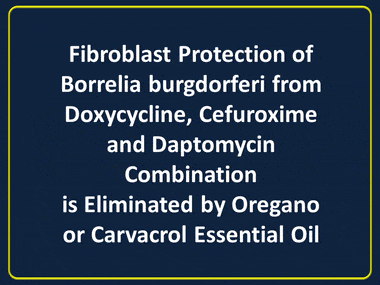 Fibroblast Protection of
Borrelia burgdorferi from
Doxycycline, Cefuroxime
and Daptomycin
Combination
is Eliminated by Oregano
or Carvacrol Essential Oil